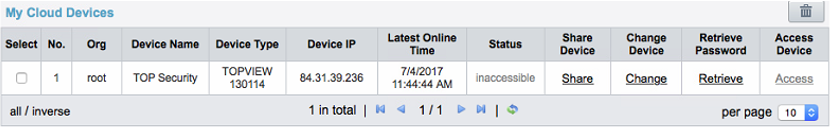 My Cloud Devices
Select No. Org Device Name Device Type Device IP Latest Online Time Status Share Device Change Device Retrieve Password Access Device
1 root TOP Security TOPVIEW 130114 84.31.39.236 7/4/2017 11:44:44 AM inaccessible Share Change Retrieve Access
all / inverse 1 in total | 1 / 1 | per page 10